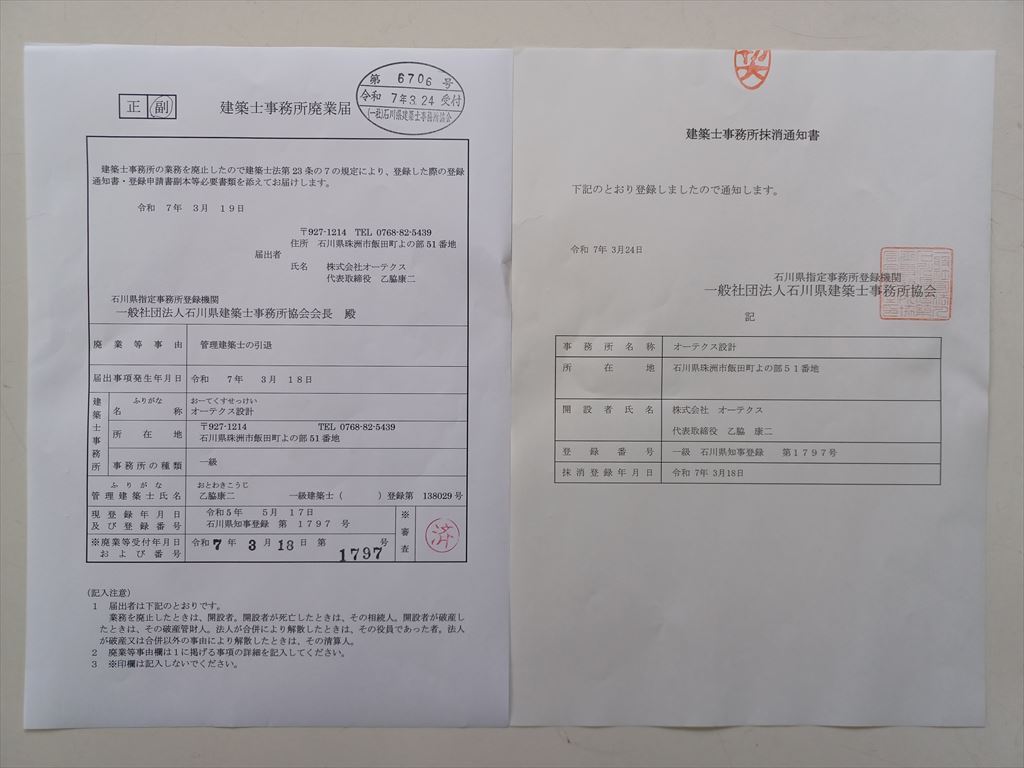 正 副
建築士事務所廃業届
第 6706 号
令和 7年3.24 受付
(一社)石川県建築士事務所協会
建築士事務所の業務を廃止したので建築士法第23条の7の規定により、登録した際の登録
通知書・登録申請書副本等必要書類を添えてお届けします。
令和 7年 3月 19日
〒927-1214 TEL 0768-82-5439
住所 石川県珠洲市飯田町よの部51番地
届出者
氏名 株式会社オーテクス
代表取締役 乙脇康二
石川県指定事務所登録機関
一般社団法人石川県建築士事務所協会会長 殿
廃業等事由 管理建築士の引退
届出事項発生年月日 令和 7年 3月 18日
建築士事務所
ふりがな おーてくすせっけい
名称 オーテクス設計
所在地 〒927-1214 TEL 0768-82-5439
石川県珠洲市飯田町よの部51番地
事務所の種類 一級
ふりがな おとわきこうじ
管理建築士氏名 乙脇康二 一級建築士( )登録第 138029号
現登録年月日 令和5年 5月 17日
及び登録番号 石川県知事登録 第 1797 号
※審査 済
※廃業等受付年月日 令和 7年 3月 18日 第 号
および番号 1797
(記入注意)
1 届出者は下記のとおりです。
業務を廃止したときは、開設者。開設者が死亡したときは、その相続人。開設者が破産し
たときは、その破産管財人。法人が合併により解散したときは、その役員であった者。法人
が破産又は合併以外の事由により解散したときは、その清算人。
2 廃業等事由欄は1に掲げる事項の詳細を記入してください。
3 ※印欄は記入しないでください。
建築士事務所抹消通知書
下記のとおり登録しましたので通知します。
令和 7年 3月24日
石川県指定事務所登録機関
一般社団法人石川県建築士事務所協会
記
事務所名称 オーテクス設計
所在地 石川県珠洲市飯田町よの部51番地
開設者氏名 株式会社 オーテクス
代表取締役 乙脇 康二
登録番号 一級 石川県知事登録 第1797号
抹消登録年月日 令和 7年 3月18日